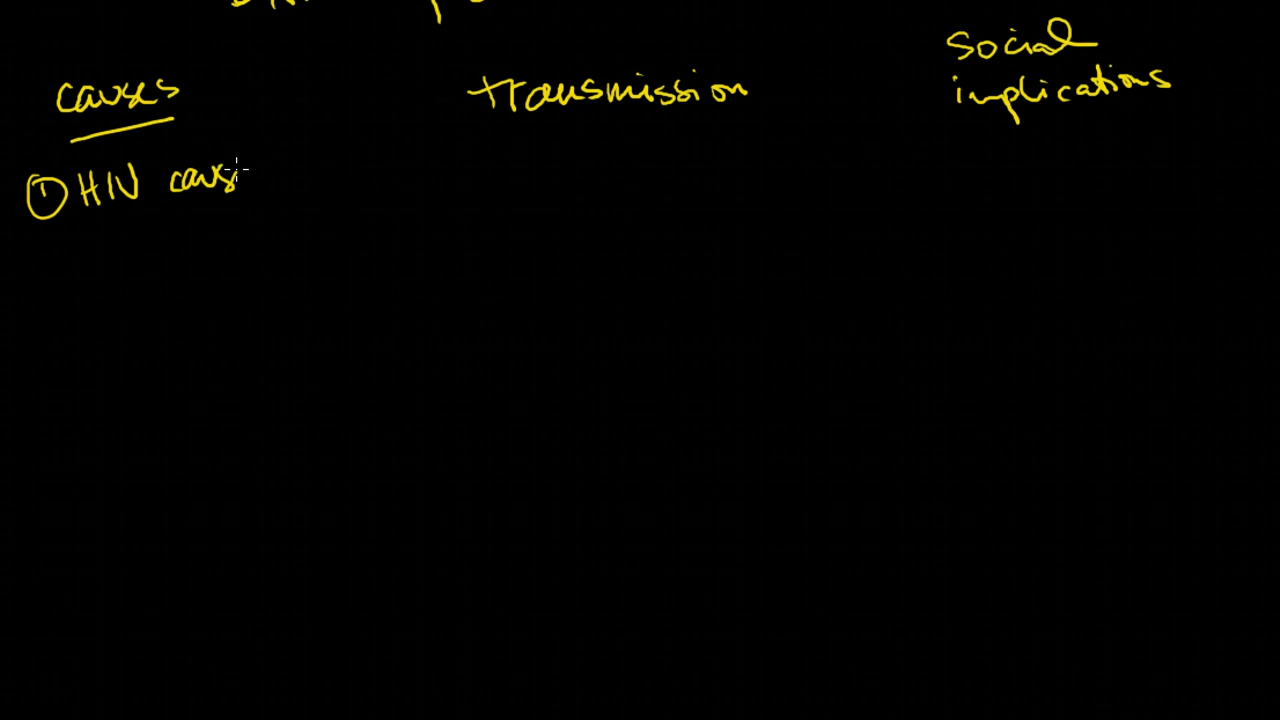 causes
transmission
social
implications
① HIV caus